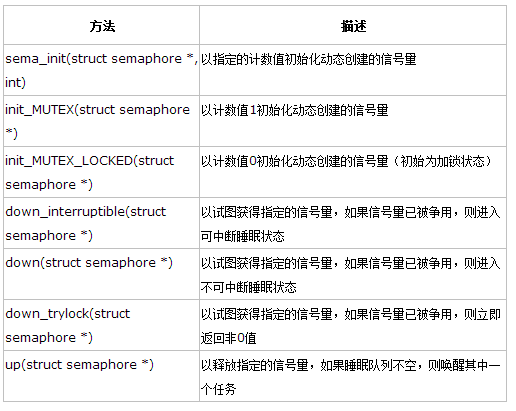 方法 描述
sema_init(struct semaphore *, 以指定的计数值初始化动态创建的信号量
int)
init_MUTEX(struct semaphore 以计数值1初始化动态创建的信号量
*)
init_MUTEX_LOCKED(struct 以计数值0初始化动态创建的信号量（初始为加锁状态）
semaphore *)
down_interruptible(struct 以试图获得指定的信号量，如果信号量已被争用，则进入
semaphore *) 可中断睡眠状态
down(struct semaphore *) 以试图获得指定的信号量，如果信号量已被争用，则进入
不可中断睡眠状态
down_trylock(struct 以试图获得指定的信号量，如果信号量已被争用，则立即
semaphore *) 返回非0值
up(struct semaphore *) 以释放指定的信号量，如果睡眠队列不空，则唤醒其中一
个任务